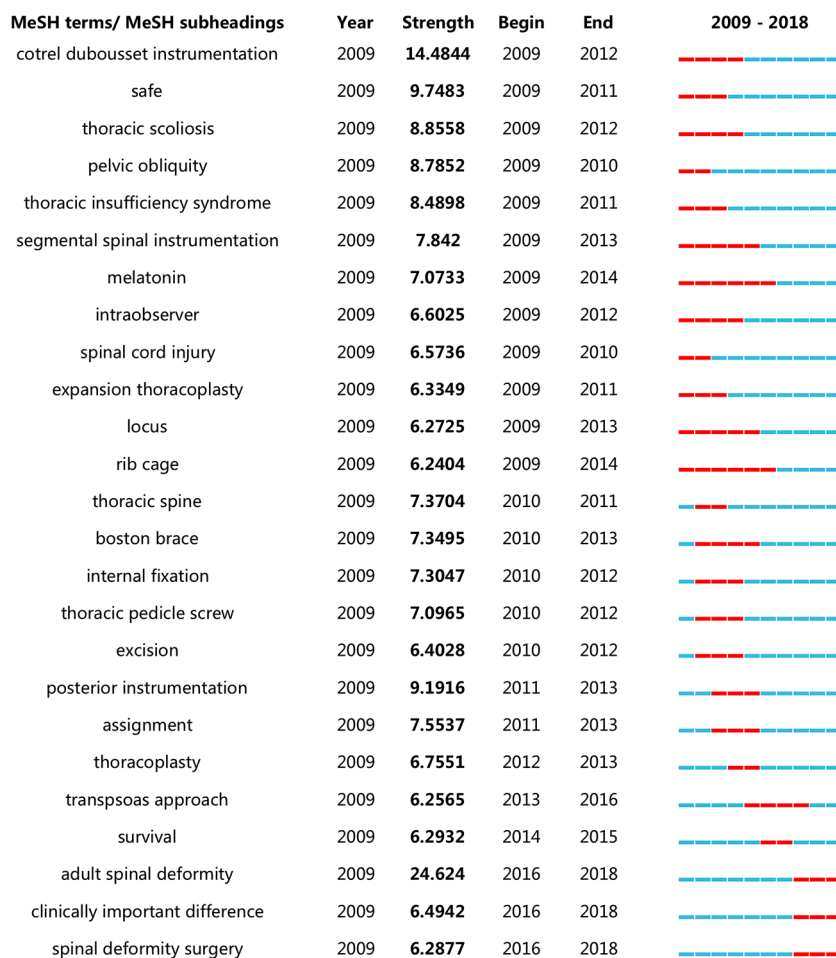 MeSH terms/ MeSH subheadings Year Strength Begin End 2009 - 2018
cotrel dubousset instrumentation 2009 14.4844 2009 2012
safe 2009 9.7483 2009 2011
thoracic scoliosis 2009 8.8558 2009 2012
pelvic obliquity 2009 8.7852 2009 2010
thoracic insufficiency syndrome 2009 8.4898 2009 2011
segmental spinal instrumentation 2009 7.842 2009 2013
melatonin 2009 7.0733 2009 2014
intraobserver 2009 6.6025 2009 2012
spinal cord injury 2009 6.5736 2009 2010
expansion thoracoplasty 2009 6.3349 2009 2011
locus 2009 6.2725 2009 2013
rib cage 2009 6.2404 2009 2014
thoracic spine 2009 7.3704 2010 2011
boston brace 2009 7.3495 2010 2013
internal fixation 2009 7.3047 2010 2012
thoracic pedicle screw 2009 7.0965 2010 2012
excision 2009 6.4028 2010 2012
posterior instrumentation 2009 9.1916 2011 2013
assignment 2009 7.5537 2011 2013
thoracoplasty 2009 6.7551 2012 2013
transpsoas approach 2009 6.2565 2013 2016
survival 2009 6.2932 2014 2015
adult spinal deformity 2009 24.624 2016 2018
clinically important difference 2009 6.4942 2016 2018
spinal deformity surgery 2009 6.2877 2016 2018